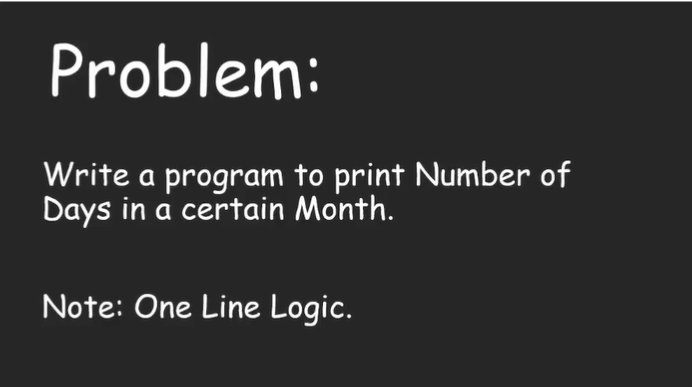 Problem:
Write a program to print Number of
Days in a certain Month.
Note: One Line Logic.